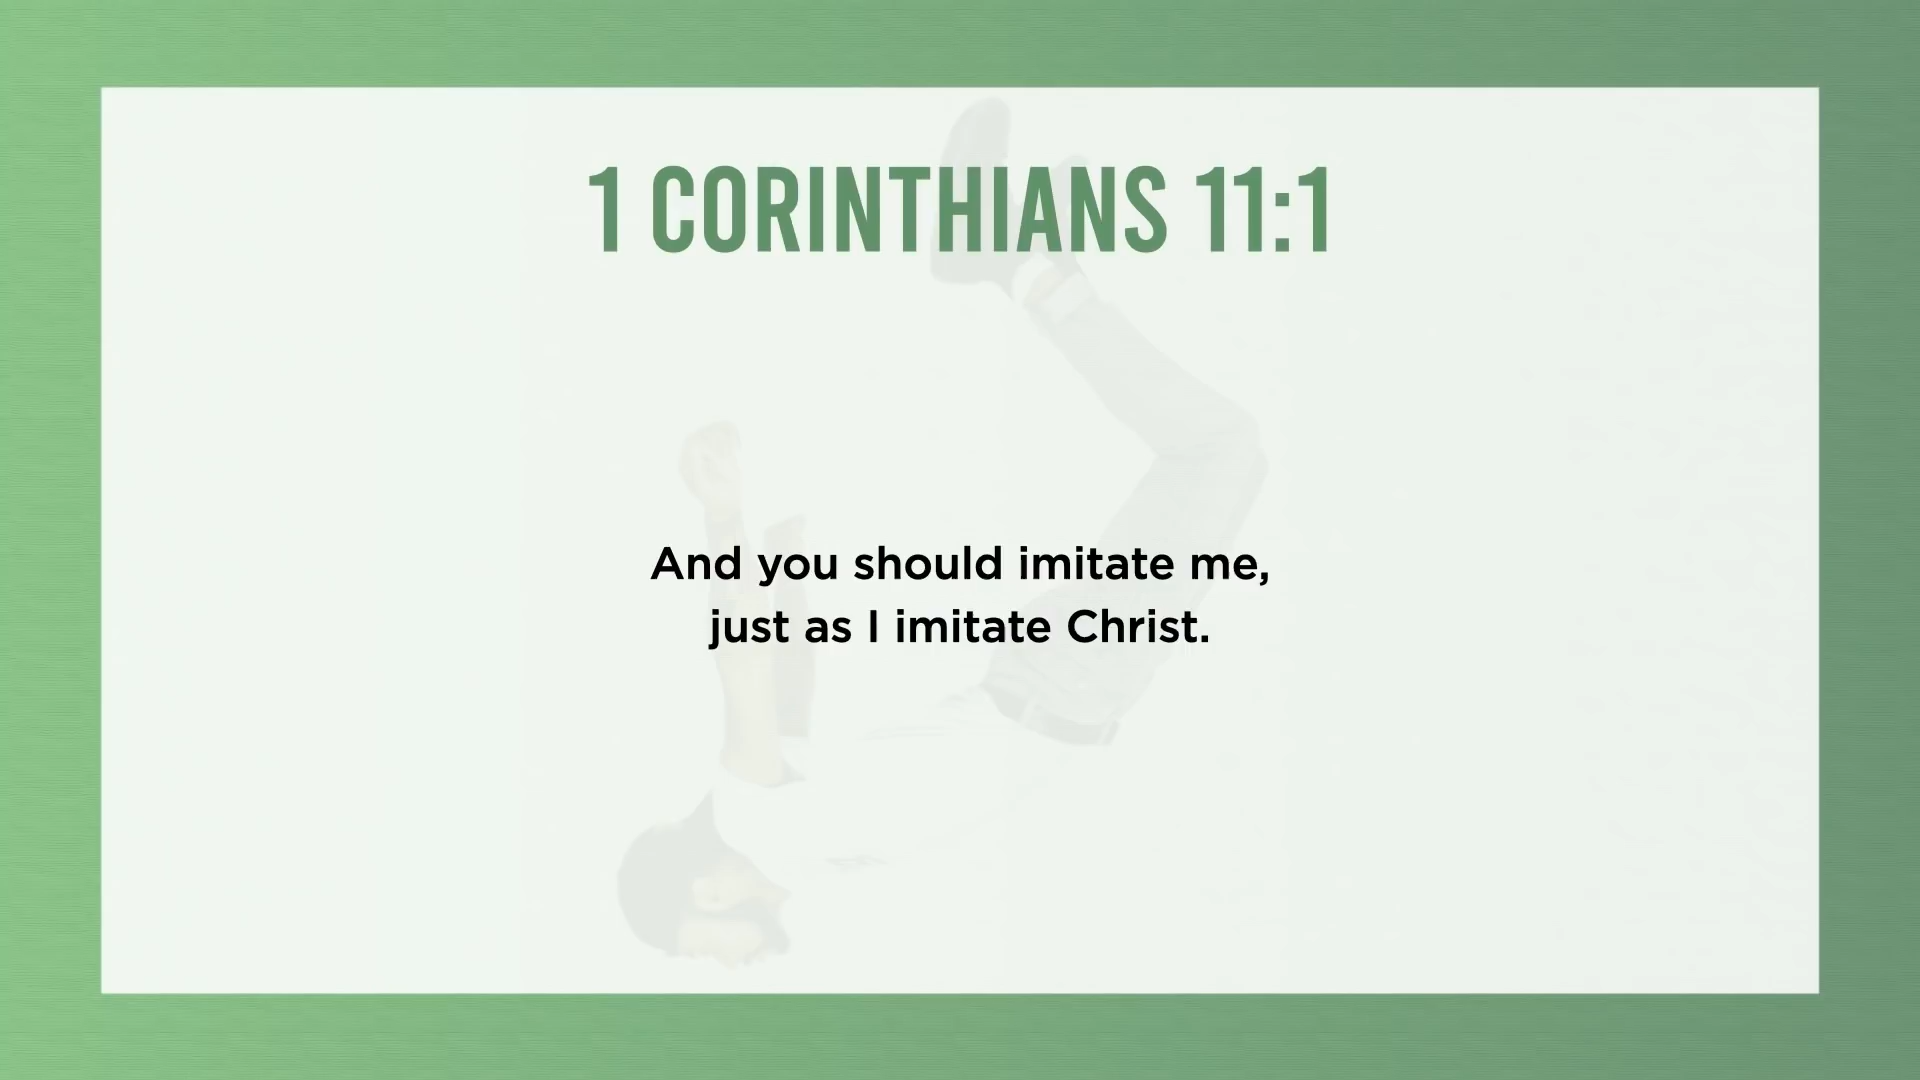 1 CORINTHIANS 11:1
And you should imitate me,
just as I imitate Christ.